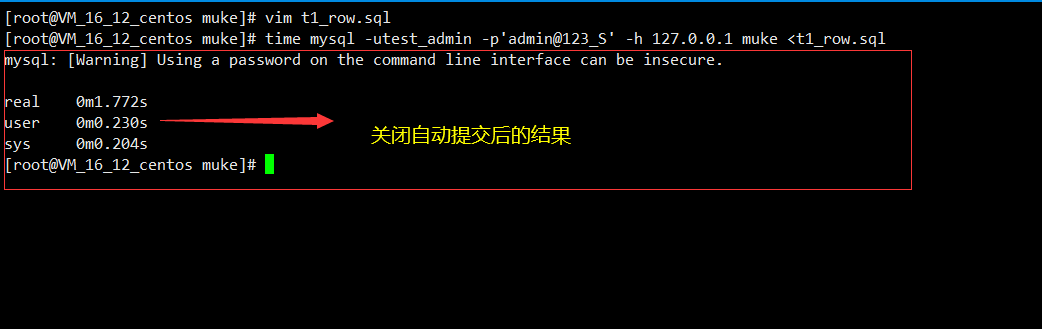 [root@VM_16_12_centos muke]# vim t1_row.sql
[root@VM_16_12_centos muke]# time mysql -utest_admin -p'admin@123_S' -h 127.0.0.1 muke <t1_row.sql
mysql: [Warning] Using a password on the command line interface can be insecure.
real    0m1.772s
user    0m0.230s
关闭自动提交后的结果
sys     0m0.204s
[root@VM_16_12_centos muke]#